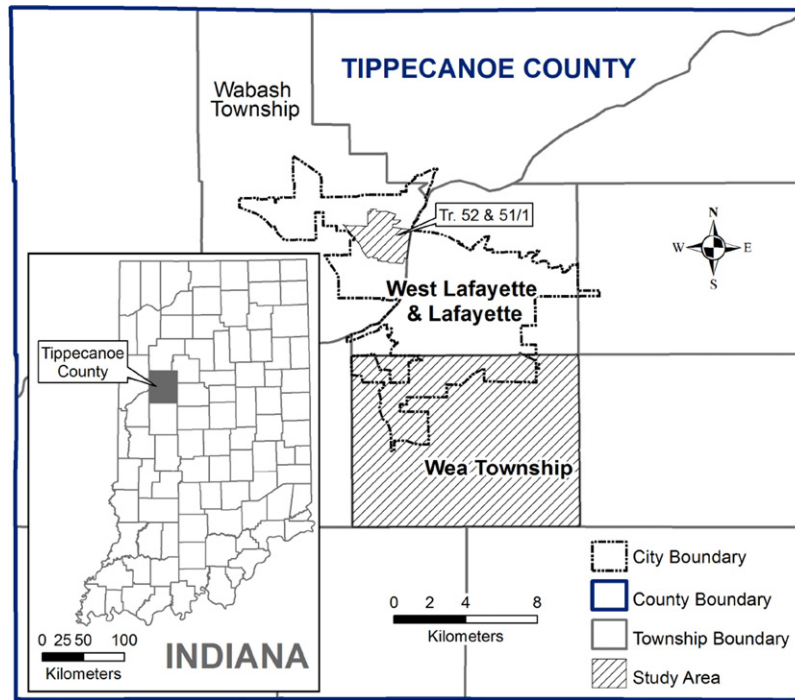 TIPPECANOE COUNTY
Wabash
Township
Tr. 52 & 51/1
N
W
E
S
West Lafayette
& Lafayette
Tippecanoe
County
Wea Township
City Boundary
County Boundary
Township Boundary
Study Area
0 2 4 8
Kilometers
0 25 50 100
Kilometers
INDIANA